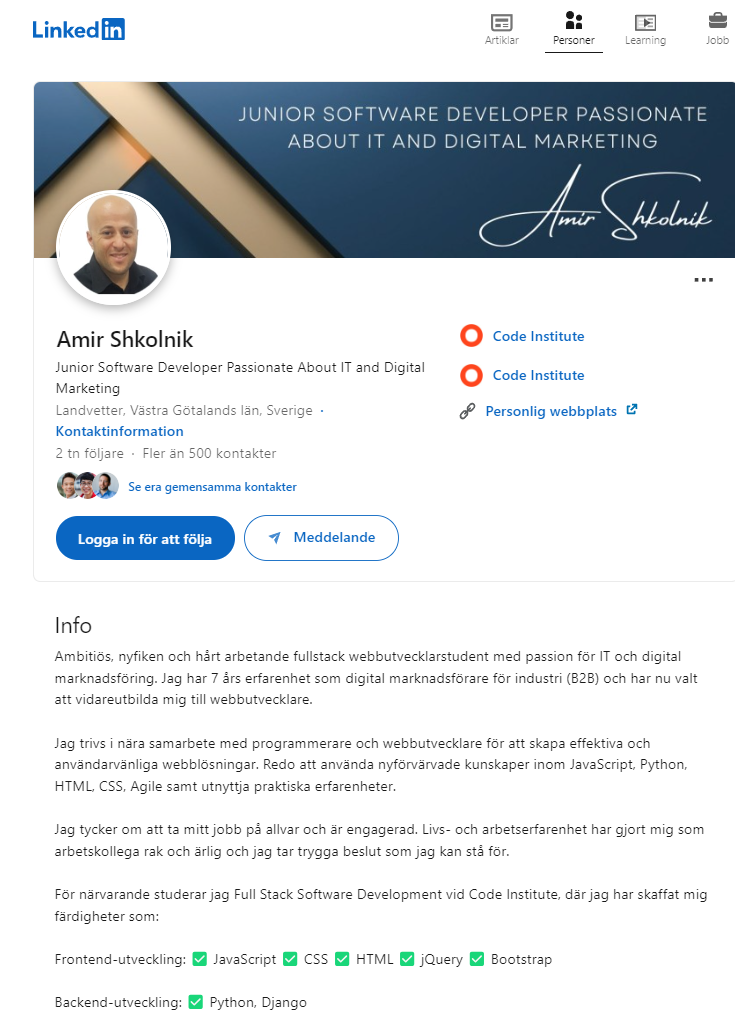 Linked in
Artiklar
Personer
Learning
Jobb
JUNIOR SOFTWARE DEVELOPER PASSIONATE
ABOUT IT AND DIGITAL MARKETING
Amir Shkolnik
Amir Shkolnik
Junior Software Developer Passionate About IT and Digital
Marketing
Landvetter, Västra Götalands län, Sverige ·
Kontaktinformation
2 tn följare · Fler än 500 kontakter
Se era gemensamma kontakter
Logga in för att följa
Meddelande
Code Institute
Code Institute
Personlig webbplats
Info
Ambitiös, nyfiken och hårt arbetande fullstack webbutvecklarstudent med passion för IT och digital
marknadsföring. Jag har 7 års erfarenhet som digital marknadsförare för industri (B2B) och har nu valt
att vidareutbilda mig till webbutvecklare.
Jag trivs i nära samarbete med programmerare och webbutvecklare för att skapa effektiva och
användarvänliga webblösningar. Redo att använda nyförvärvade kunskaper inom JavaScript, Python,
HTML, CSS, Agile samt utnyttja praktiska erfarenheter.
Jag tycker om att ta mitt jobb på allvar och är engagerad. Livs- och arbetserfarenhet har gjort mig som
arbetskollega rak och ärlig och jag tar trygga beslut som jag kan stå för.
För närvarande studerar jag Full Stack Software Development vid Code Institute, där jag har skaffat mig
färdigheter som:
Frontend-utveckling: ✅ JavaScript ✅ CSS ✅ HTML ✅ jQuery ✅ Bootstrap
Backend-utveckling: ✅ Python, Django